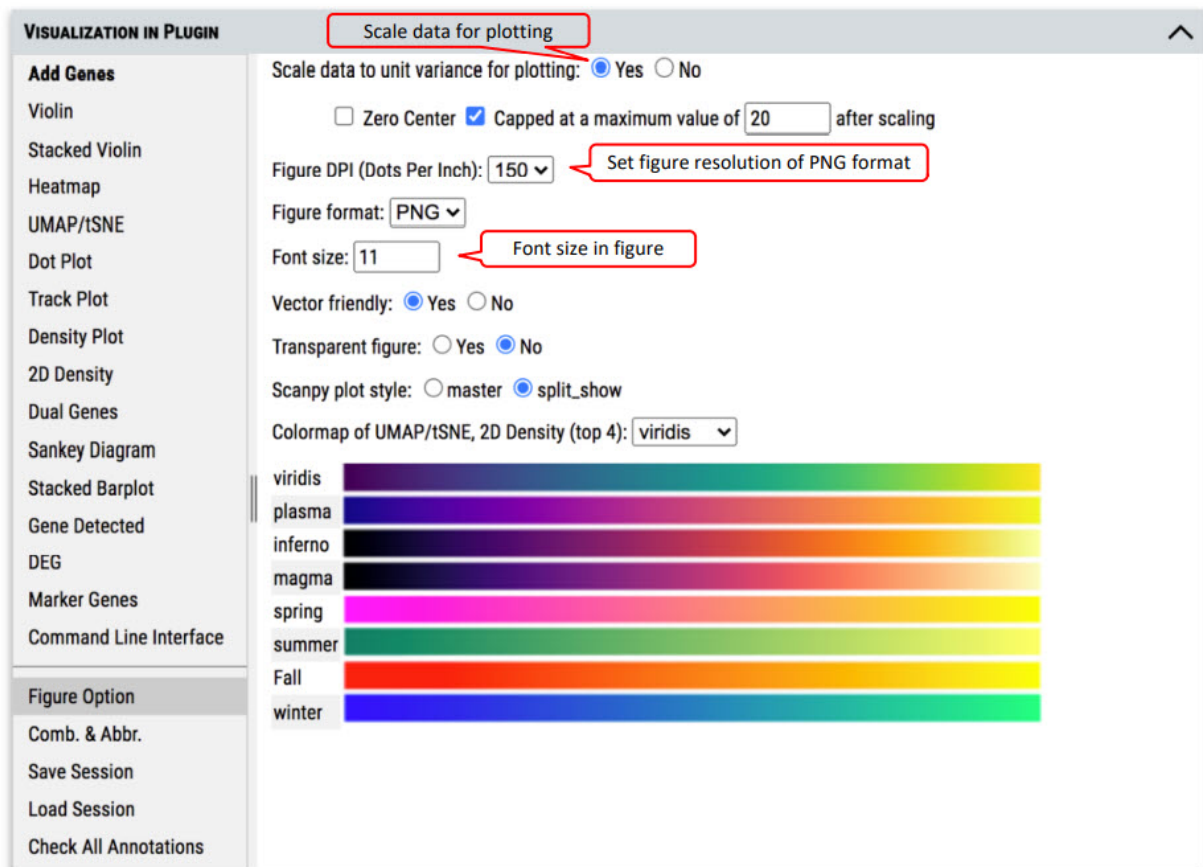 VISUALIZATION IN PLUGIN
Scale data for plotting
Add Genes
Violin
Stacked Violin
Heatmap
UMAP/tSNE
Dot Plot
Track Plot
Density Plot
2D Density
Dual Genes
Sankey Diagram
Stacked Barplot
Gene Detected
DEG
Marker Genes
Command Line Interface
Figure Option
Comb. & Abbr.
Save Session
Load Session
Check All Annotations
Scale data to unit variance for plotting: Yes No
Zero Center Capped at a maximum value of 20 after scaling
Figure DPI (Dots Per Inch): 150
Set figure resolution of PNG format
Figure format: PNG
Font size: 11
Font size in figure
Vector friendly: Yes No
Transparent figure: Yes No
Scanpy plot style: master split_show
Colormap of UMAP/tSNE, 2D Density (top 4): viridis
viridis
plasma
inferno
magma
spring
summer
Fall
winter